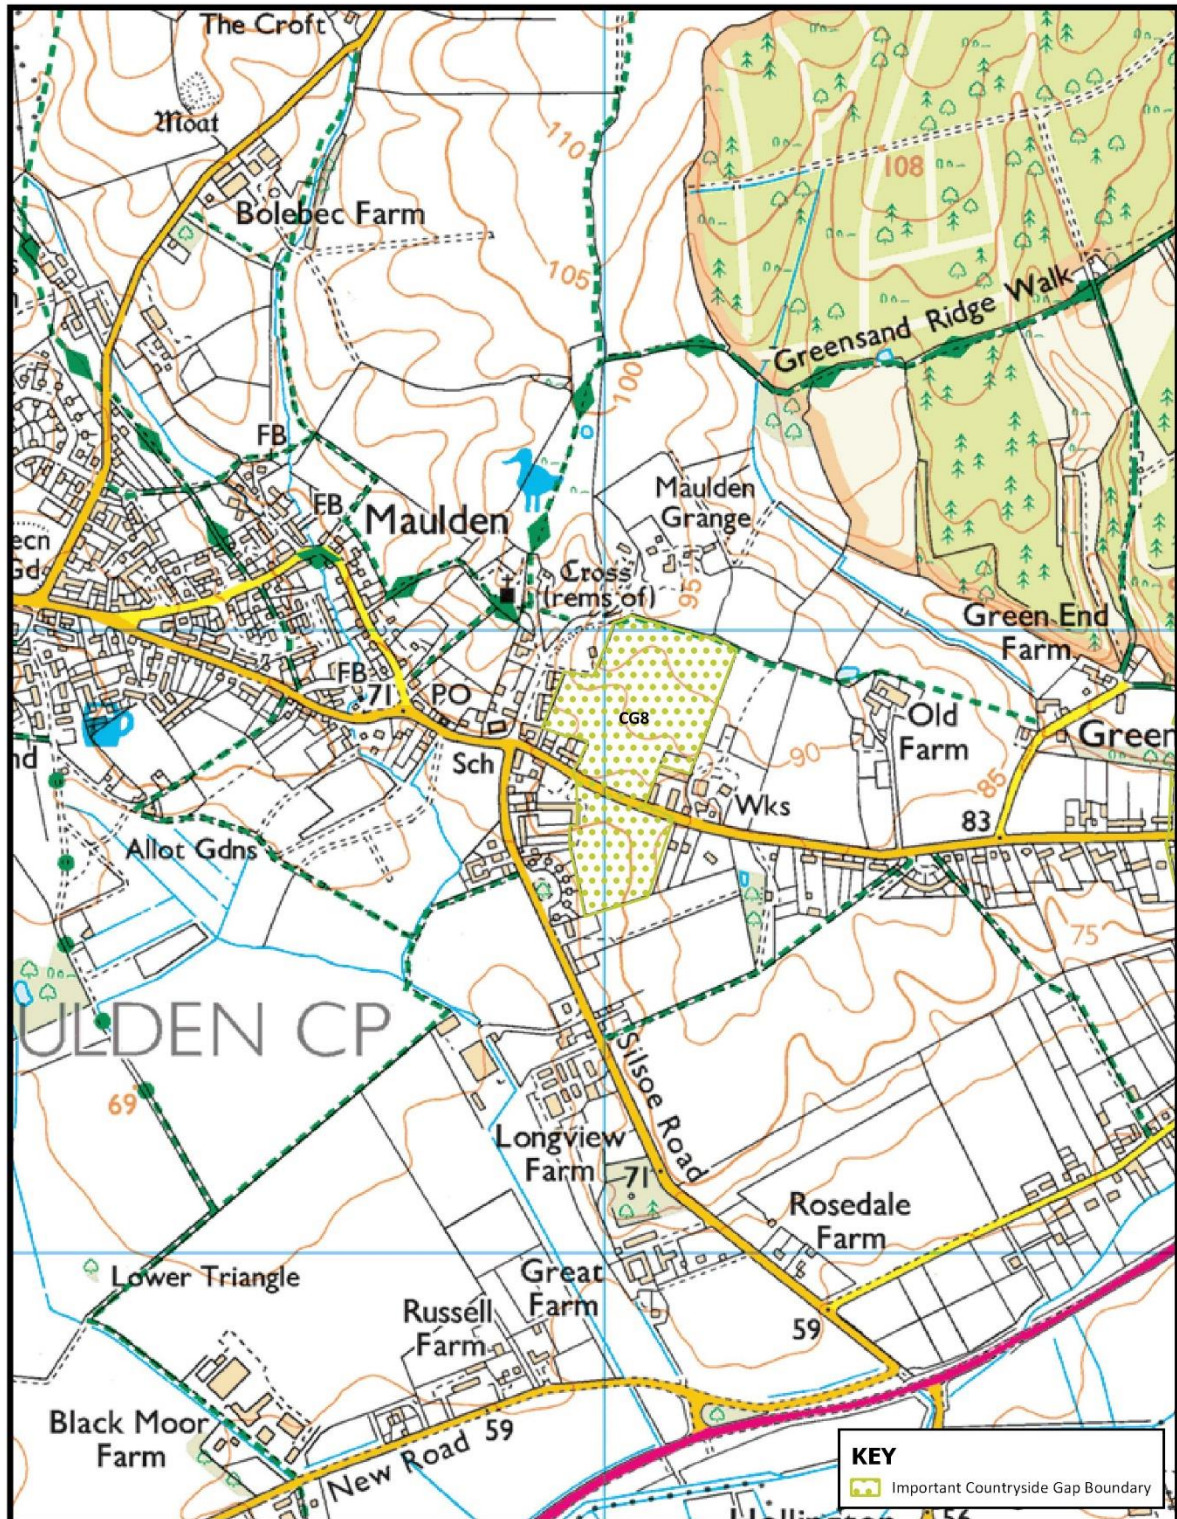 The Croft
Moat
110
108
Bolebec Farm
105
Greensand Ridge Walk
100
FB
FB
Maulden
Maulden
Grange
Cross
(rems of)
95
Green End
Farm
FB
71
PO
CG8
Old
Farm
Green
Sch
90
85
Wks
83
Allot Gdns
75
ULDEN CP
Silsoe Road
69
Longview
Farm
71
Rosedale
Farm
Lower Triangle
Great
Farm
Russell
Farm
59
Black Moor
Farm
New Road
59
KEY
Important Countryside Gap Boundary
56